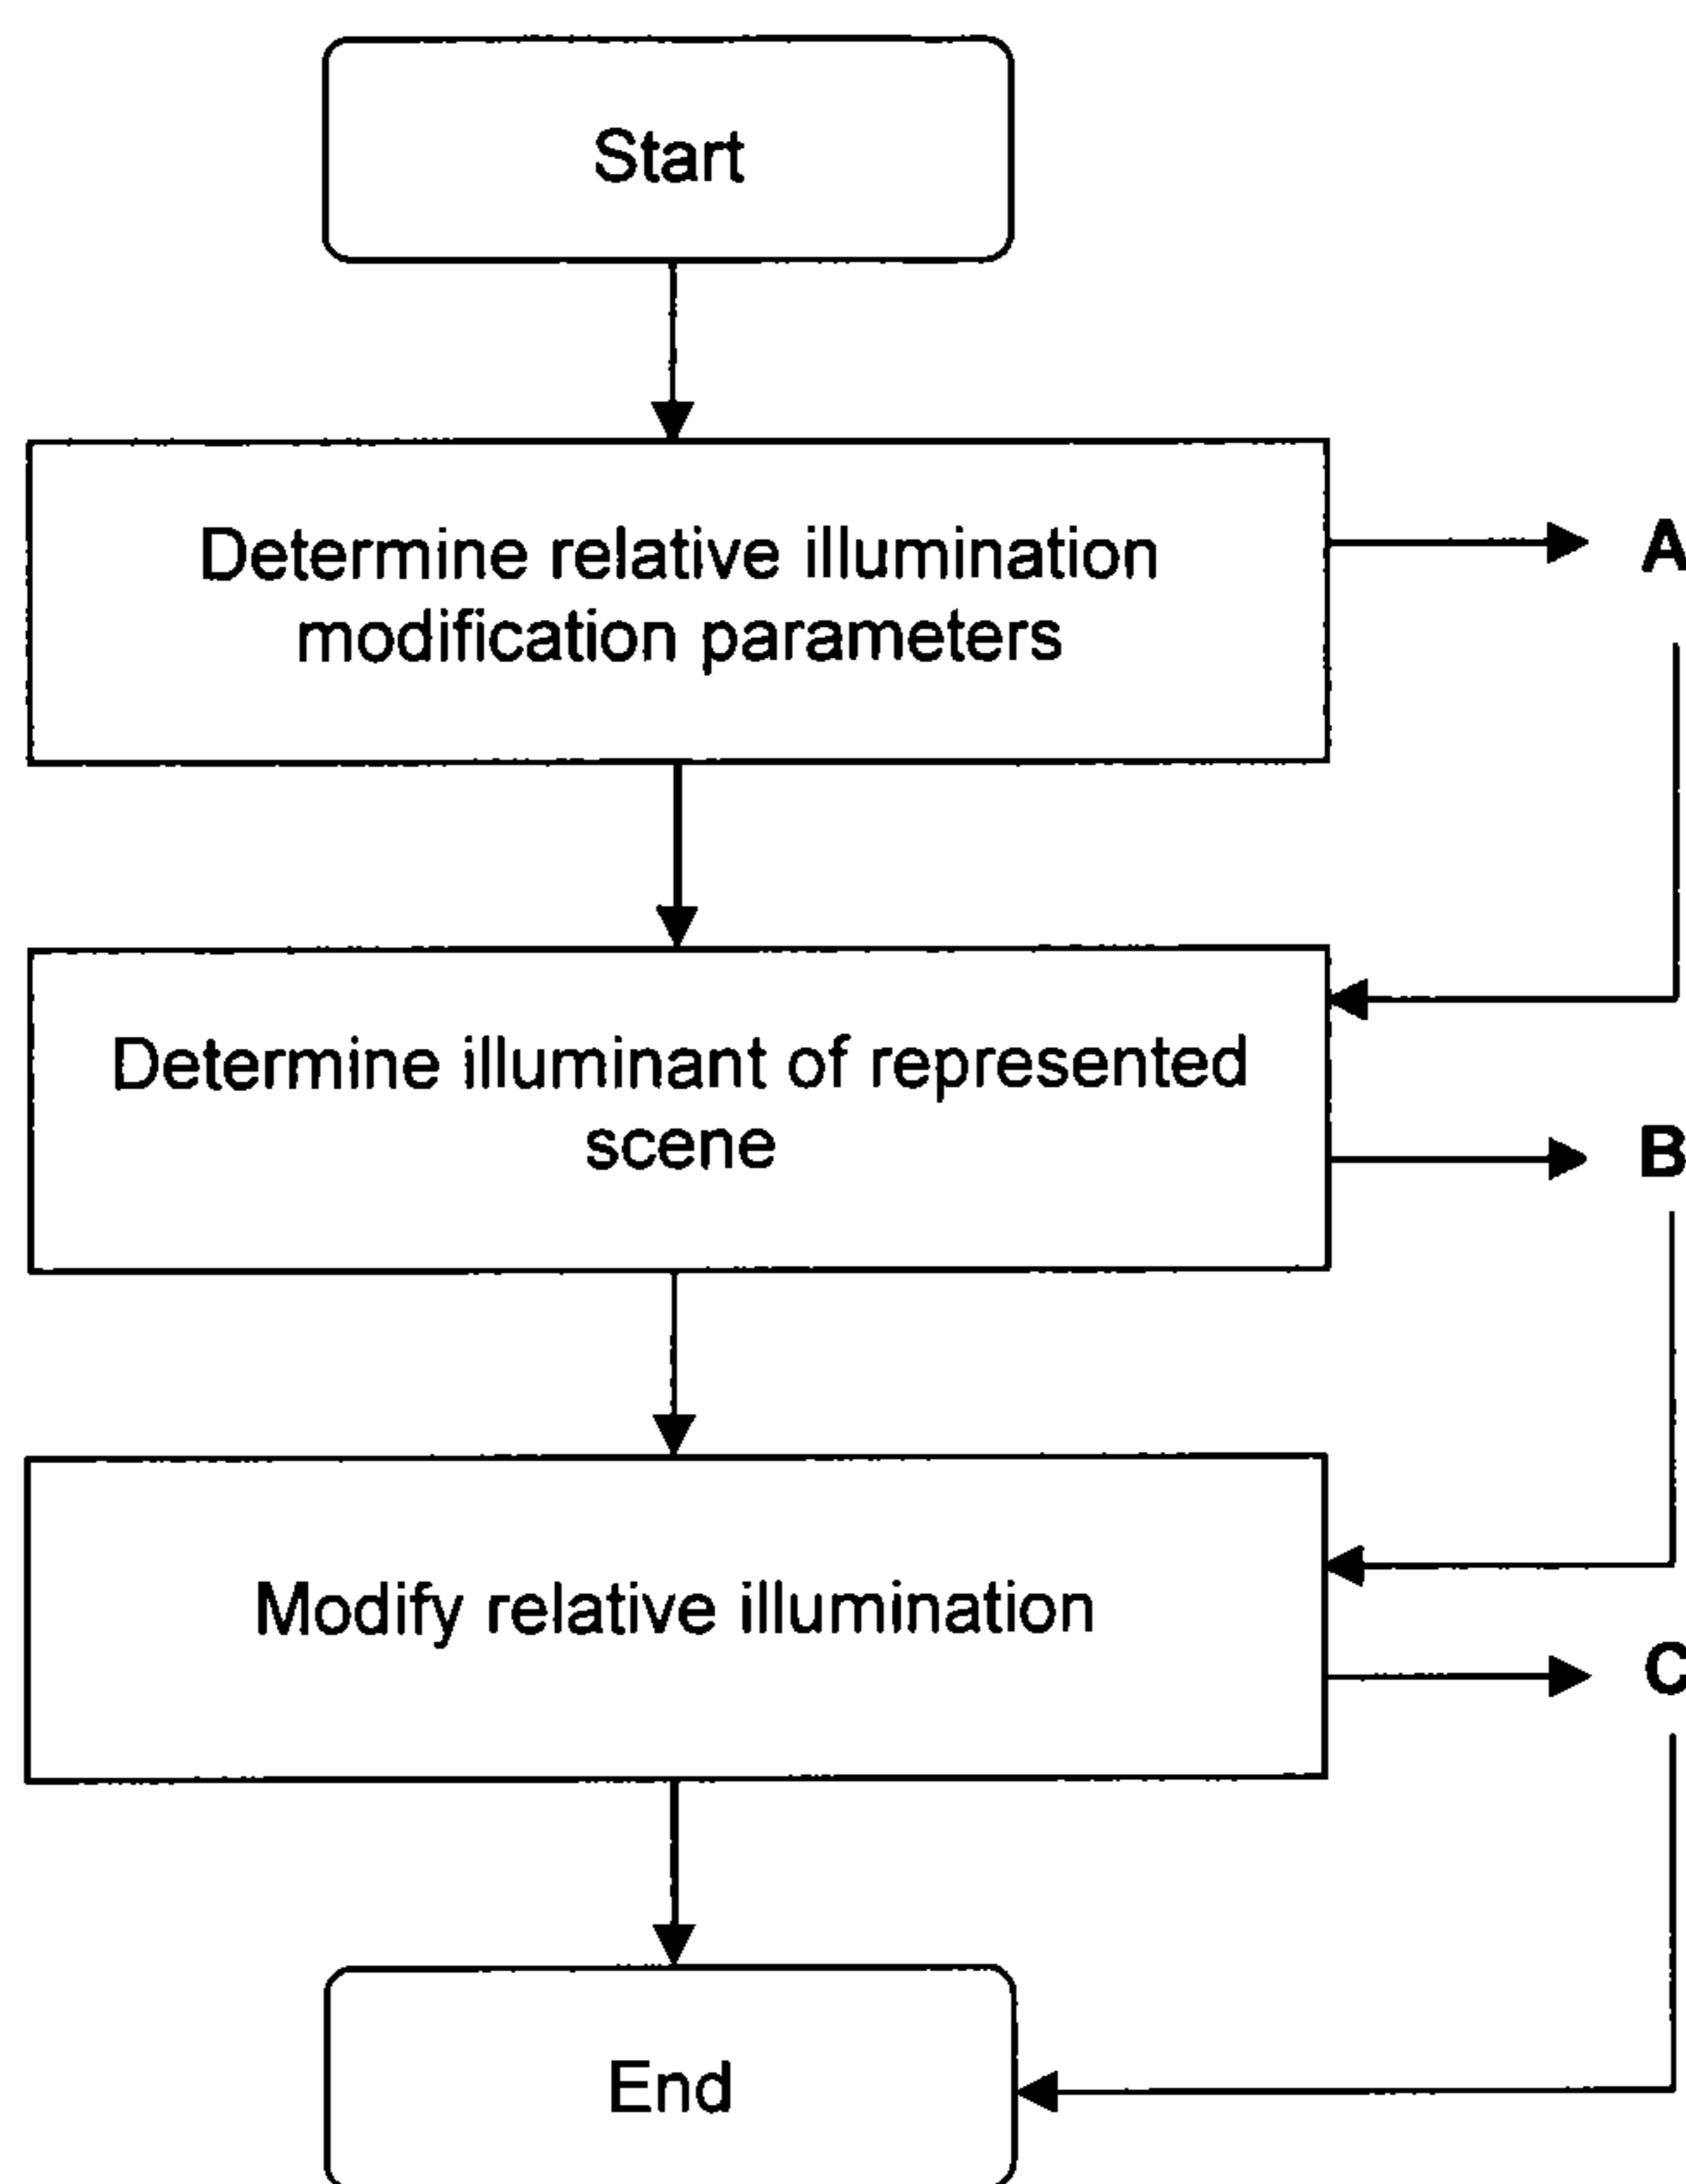 Start
Determine relative illumination
modification parameters
A
Determine illuminant of represented
scene
B
Modify relative illumination
C
End